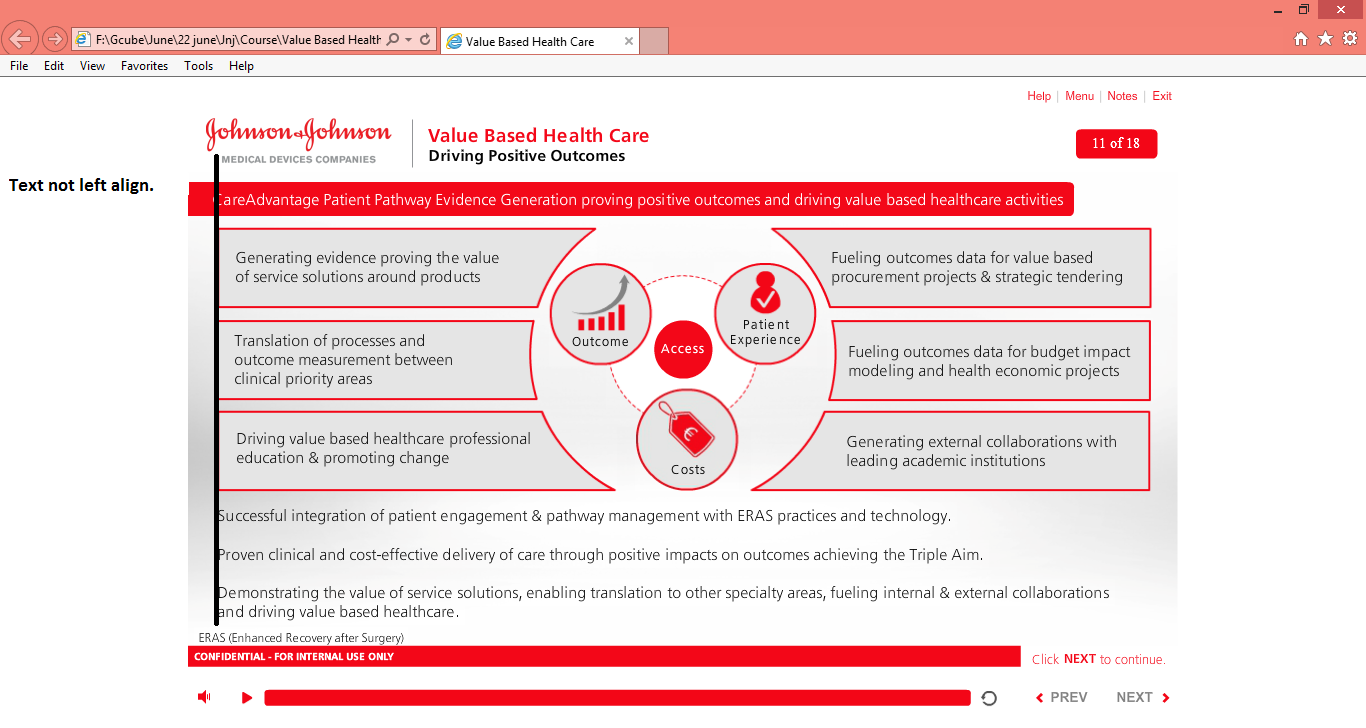 F:\Gcube\June\22 june\Jnj\Course\Value Based Health
Value Based Health Care
File Edit View Favorites Tools Help
Help | Menu | Notes | Exit
Johnson & Johnson
MEDICAL DEVICES COMPANIES
Value Based Health Care
Driving Positive Outcomes
11 of 18
Text not left align.
CareAdvantage Patient Pathway Evidence Generation proving positive outcomes and driving value based healthcare activities
Generating evidence proving the value
of service solutions around products
Translation of processes and
outcome measurement between
clinical priority areas
Driving value based healthcare professional
education & promoting change
Outcome
Patient
Experience
Access
€
Costs
Fueling outcomes data for value based
procurement projects & strategic tendering
Fueling outcomes data for budget impact
modeling and health economic projects
Generating external collaborations with
leading academic institutions
Successful integration of patient engagement & pathway management with ERAS practices and technology.
Proven clinical and cost-effective delivery of care through positive impacts on outcomes achieving the Triple Aim.
Demonstrating the value of service solutions, enabling translation to other specialty areas, fueling internal & external collaborations
and driving value based healthcare.
ERAS (Enhanced Recovery after Surgery)
CONFIDENTIAL - FOR INTERNAL USE ONLY
Click NEXT to continue.
PREV NEXT